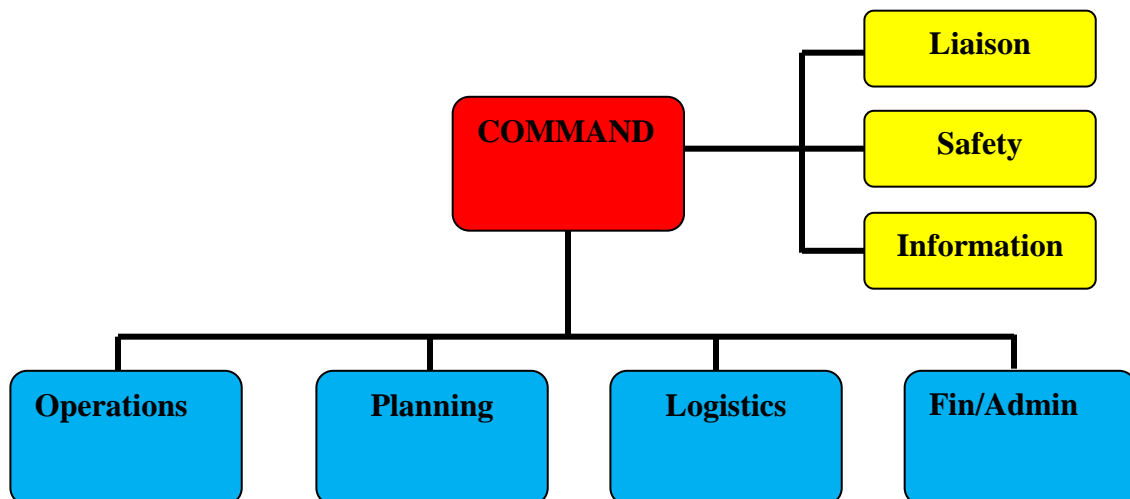 Liaison
COMMAND
Safety
Information
Operations
Planning
Logistics
Fin/Admin